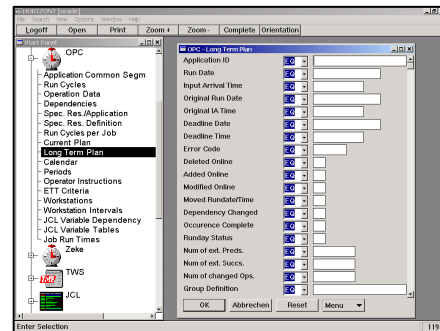 HORIZONT [oracle]
File Search View Options Window Help
Logoff Open Print Zoom + Zoom - Complete Orientation
Start Panel
OPC
Application Common Segm
Run Cycles
Operation Data
Dependencies
Spec. Res./Application
Spec. Res. Definition
Run Cycles per Job
Current Plan
Long Term Plan
Calendar
Periods
Operator Instructions
ETT Criteria
Workstations
Workstation Intervals
JCL Variable Dependency
JCL Variable Tables
Job Run Times
Zeke
TWS
JCL
OPC - Long Term Plan
Application ID EQ
Run Date EQ
Input Arrival Time EQ
Original Run Date EQ
Original IA Time EQ
Deadline Date EQ
Deadline Time EQ
Error Code EQ
Deleted Online EQ
Added Online EQ
Modified Online EQ
Moved Rundate/Time EQ
Dependency Changed EQ
Occurence Complete EQ
Runday Status EQ
Num of ext. Preds. EQ
Num of ext. Succs. EQ
Num of changed Ops. EQ
Group Definition EQ
OK Abbrechen Reset Menu
Enter Selection
119